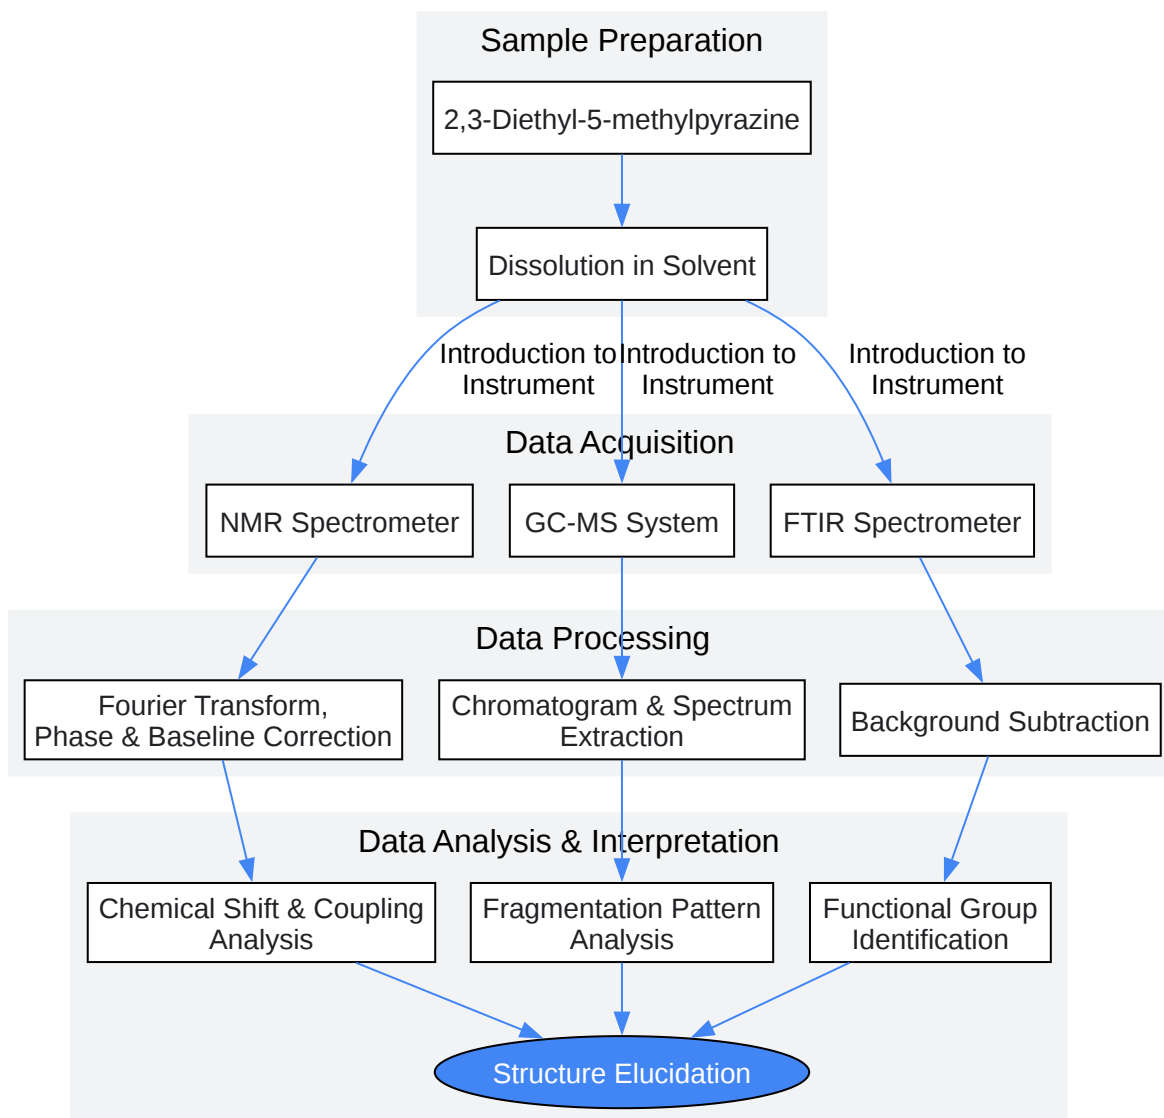 Sample Preparation
2,3-Diethyl-5-methylpyrazine
Dissolution in Solvent
Introduction to
Instrument
Introduction to
Instrument
Introduction to
Instrument
Data Acquisition
NMR Spectrometer
GC-MS System
FTIR Spectrometer
Data Processing
Fourier Transform,
Phase & Baseline Correction
Chromatogram & Spectrum
Extraction
Background Subtraction
Data Analysis & Interpretation
Chemical Shift & Coupling
Analysis
Fragmentation Pattern
Analysis
Functional Group
Identification
Structure Elucidation